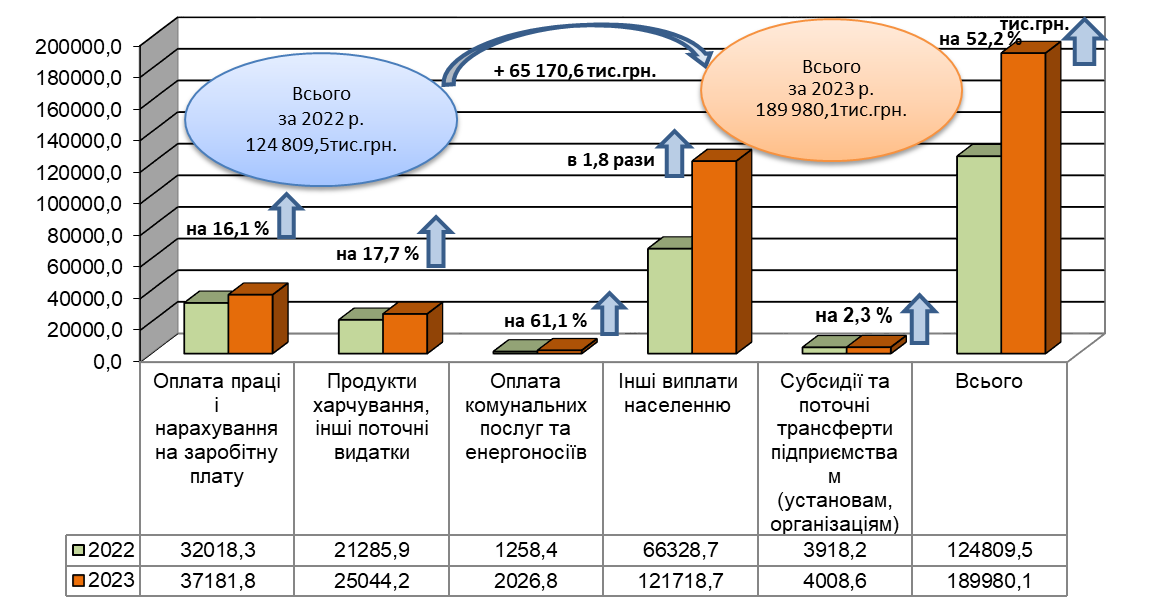 тис.грн.
на 52,2 %
200000,0
180000,0
160000,0
140000,0
120000,0
100000,0
80000,0
60000,0
40000,0
20000,0
0,0
Всього
за 2022 р.
124 809,5тис.грн.
+ 65 170,6 тис.грн.
Всього
за 2023 р.
189 980,1тис.грн.
на 16,1 %
на 17,7 %
на 61,1 %
в 1,8 рази
на 2,3 %
Оплата праці
і
нарахування
на заробітну
плату
Продукти
харчування,
інші поточні
видатки
Оплата
комунальних
послуг та
енергоносіїв
Інші виплати
населенню
Субсидії та
поточні
трансферти
підприємства
м
(установам,
організаціям)
Всього
2022 32018,3 21285,9 1258,4 66328,7 3918,2 124809,5
2023 37181,8 25044,2 2026,8 121718,7 4008,6 189980,1